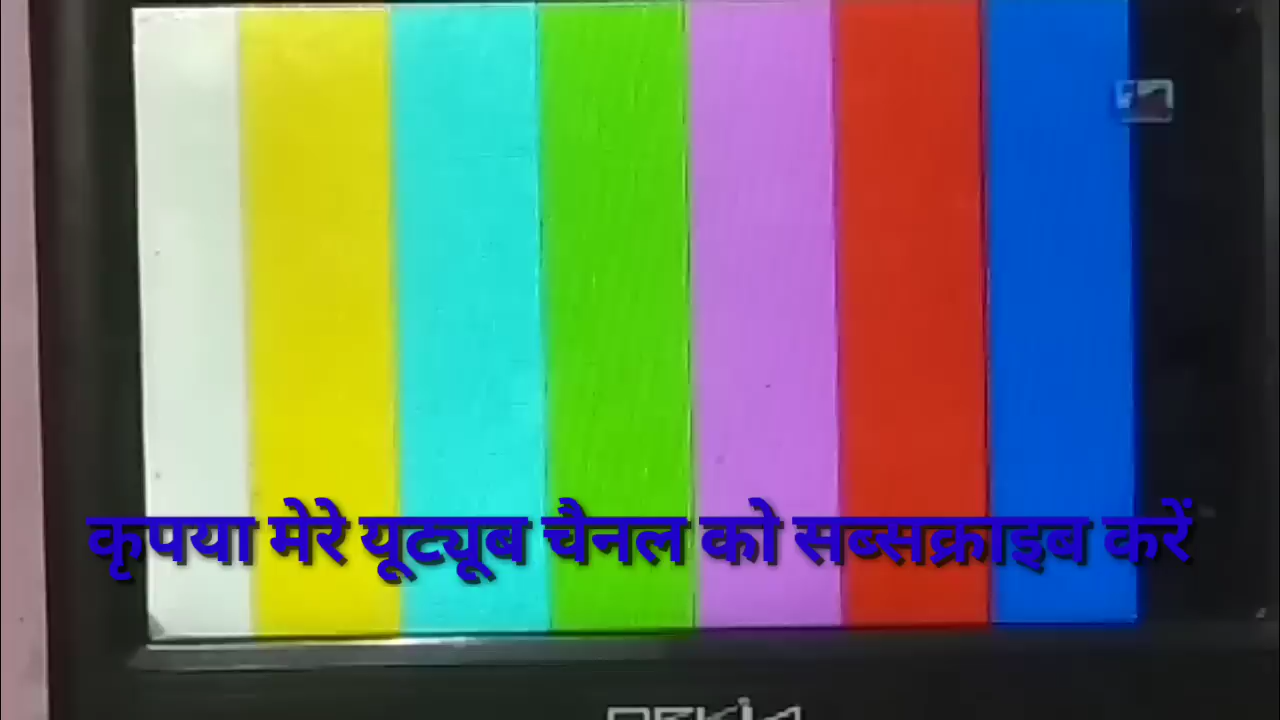 कृपया मेरे यूट्यूब चैनल को सब्सक्राइब करें